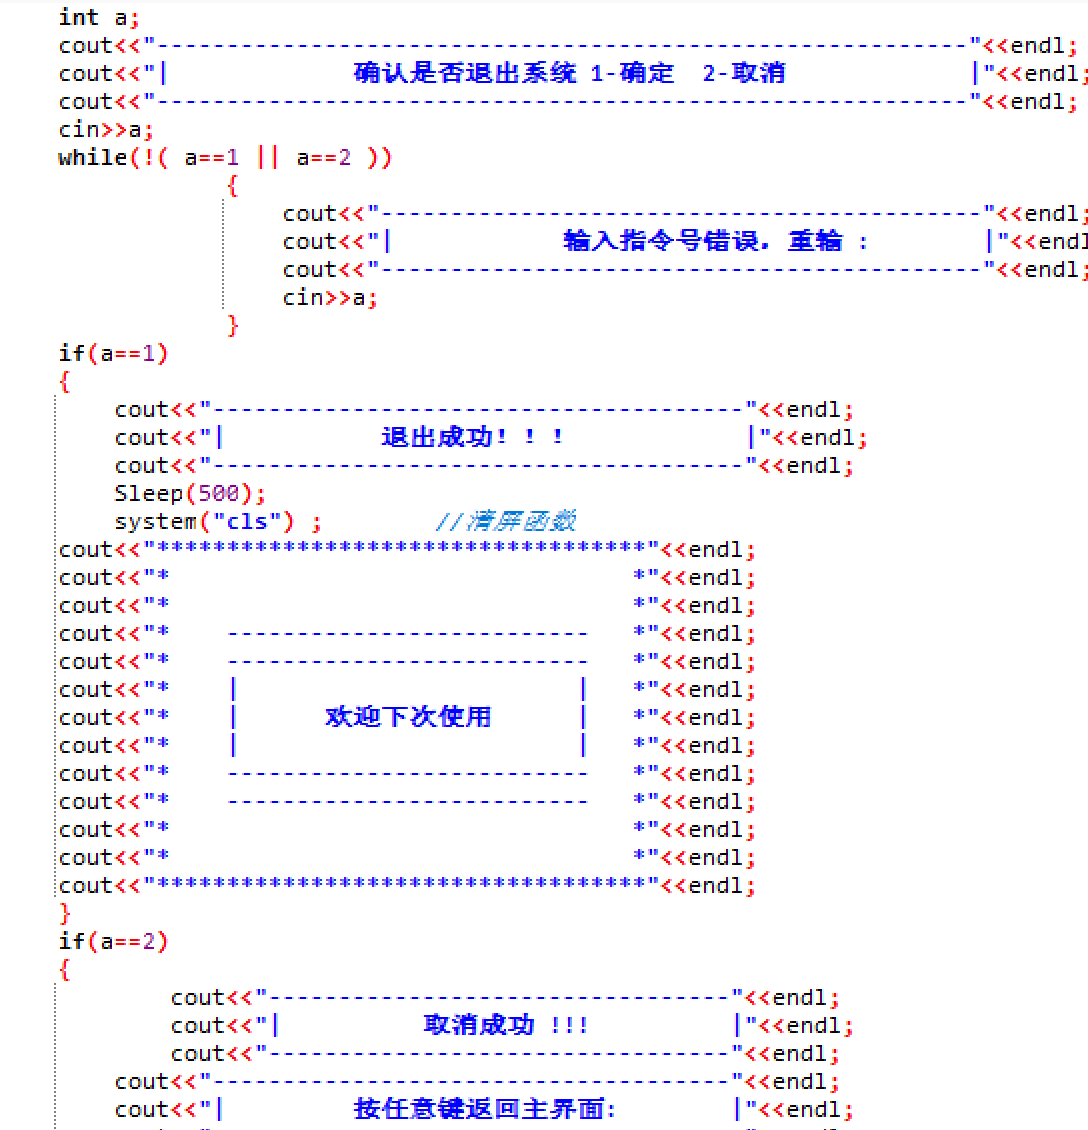 int a;
cout<<"----------------------------------------------------------"<<endl;
cout<<"|             确认是否退出系统 1-确定  2-取消             |"<<endl;
cout<<"----------------------------------------------------------"<<endl;
cin>>a;
while(!( a==1 || a==2 ))
{
cout<<"-------------------------------------------"<<endl;
cout<<"|            输入指令号错误，重输 :        |"<<endl
cout<<"-------------------------------------------"<<endl;
cin>>a;
}
if(a==1)
{
cout<<"--------------------------------------"<<endl;
cout<<"|           退出成功！！！             |"<<endl;
cout<<"--------------------------------------"<<endl;
Sleep(500);
system("cls") ;        //清屏函数
cout<<"***********************************"<<endl;
cout<<"*                                 *"<<endl;
cout<<"*                                 *"<<endl;
cout<<"*    --------------------------   *"<<endl;
cout<<"*    --------------------------   *"<<endl;
cout<<"*    |                        |   *"<<endl;
cout<<"*    |      欢迎下次使用      |   *"<<endl;
cout<<"*    |                        |   *"<<endl;
cout<<"*    --------------------------   *"<<endl;
cout<<"*    --------------------------   *"<<endl;
cout<<"*                                 *"<<endl;
cout<<"*                                 *"<<endl;
cout<<"***********************************"<<endl;
}
if(a==2)
{
cout<<"---------------------------------"<<endl;
cout<<"|          取消成功 !!!          |"<<endl;
cout<<"---------------------------------"<<endl;
cout<<"-------------------------------------"<<endl;
cout<<"|         按任意键返回主界面:        |"<<endl;